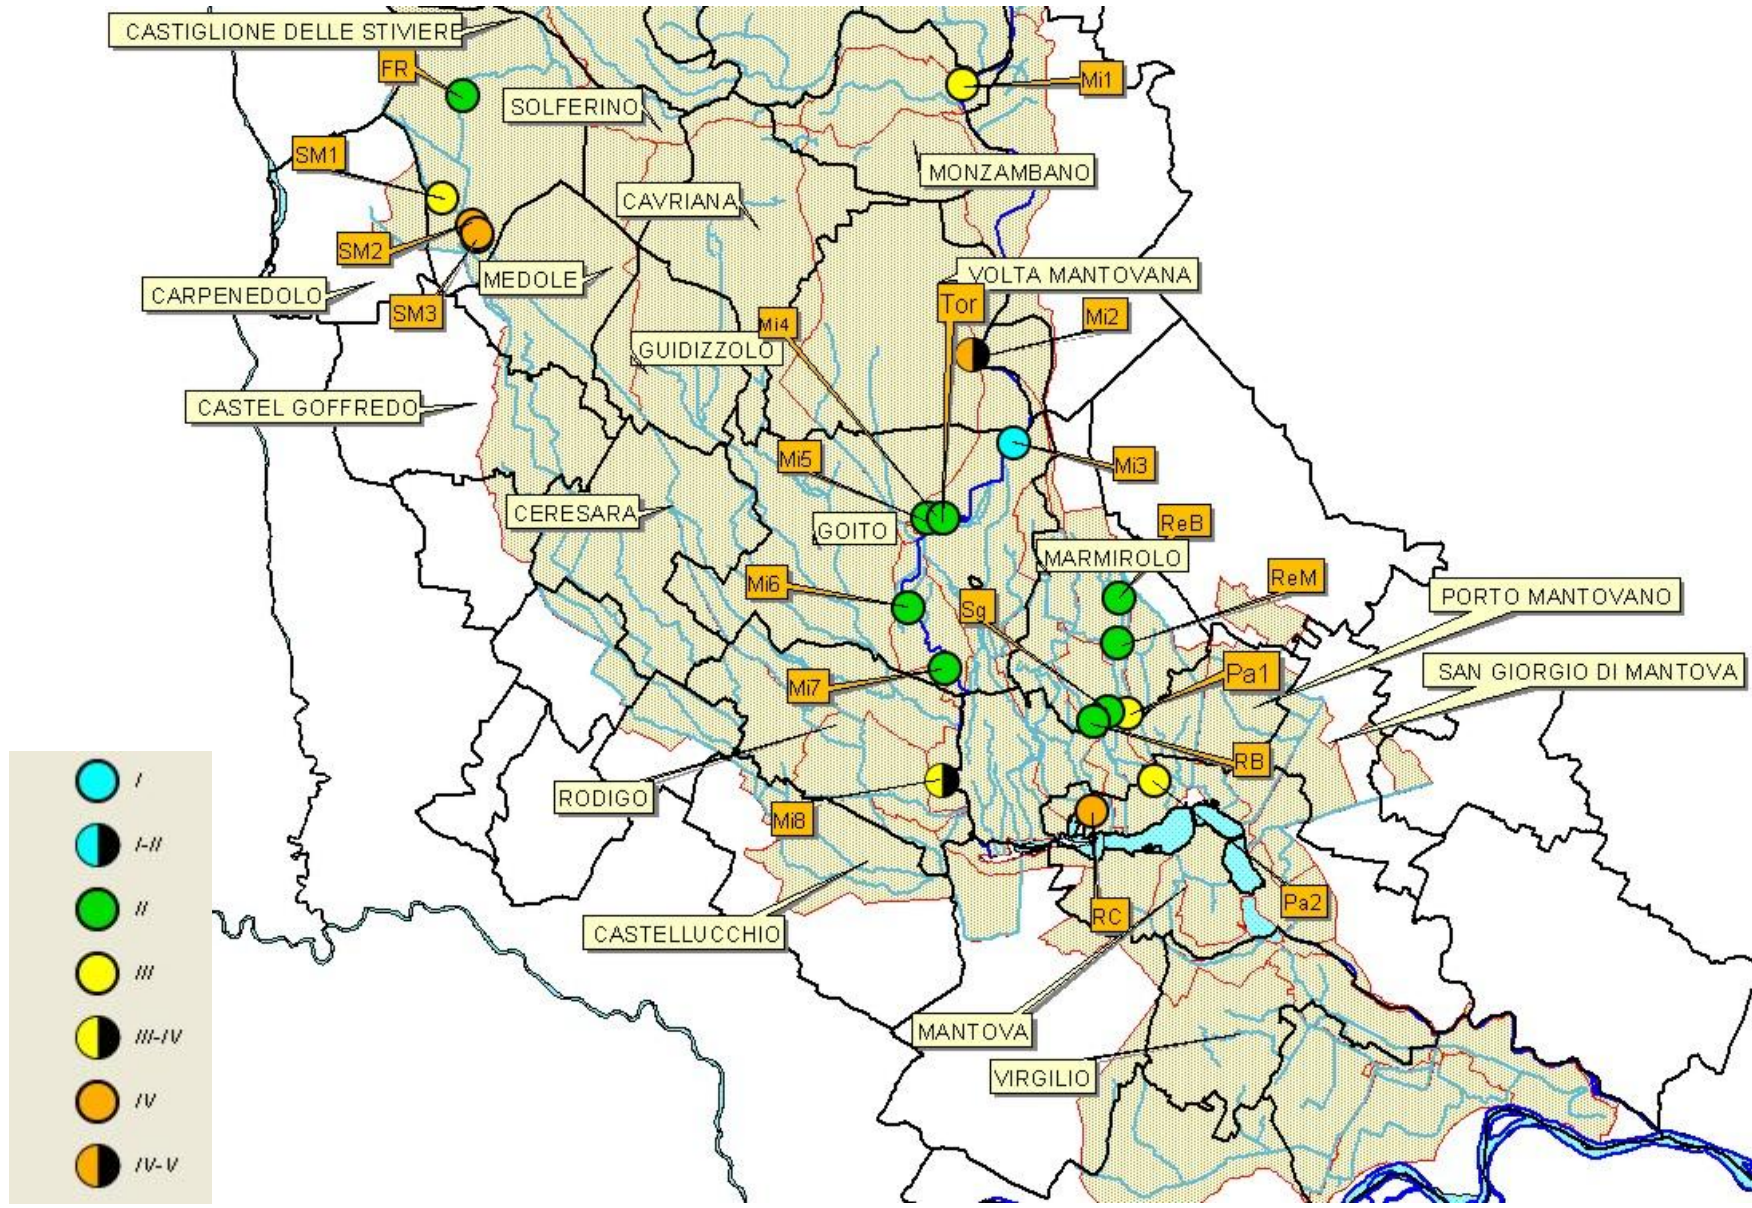 CASTIGLIONE DELLE STIVIERE
FR
Mi1
SOLFERINO
SM1
MONZAMBANO
CAVRIANA
SM2
MEDOLE
VOLTA MANTOVANA
CARPENEDOLO
SM3
Tor
Mi4
Mi2
GUIDIZZOLO
CASTEL GOFFREDO
Mi5
Mi3
CERESARA
GOITO
ReB
MARMIROLO
Mi6
ReM
Sg
PORTO MANTOVANO
Pa1
SAN GIORGIO DI MANTOVA
Mi7
RB
RODIGO
Mi8
RC
Pa2
CASTELLUCCHIO
MANTOVA
VIRGILIO
I
I-II
II
III
III-IV
IV
IV-V